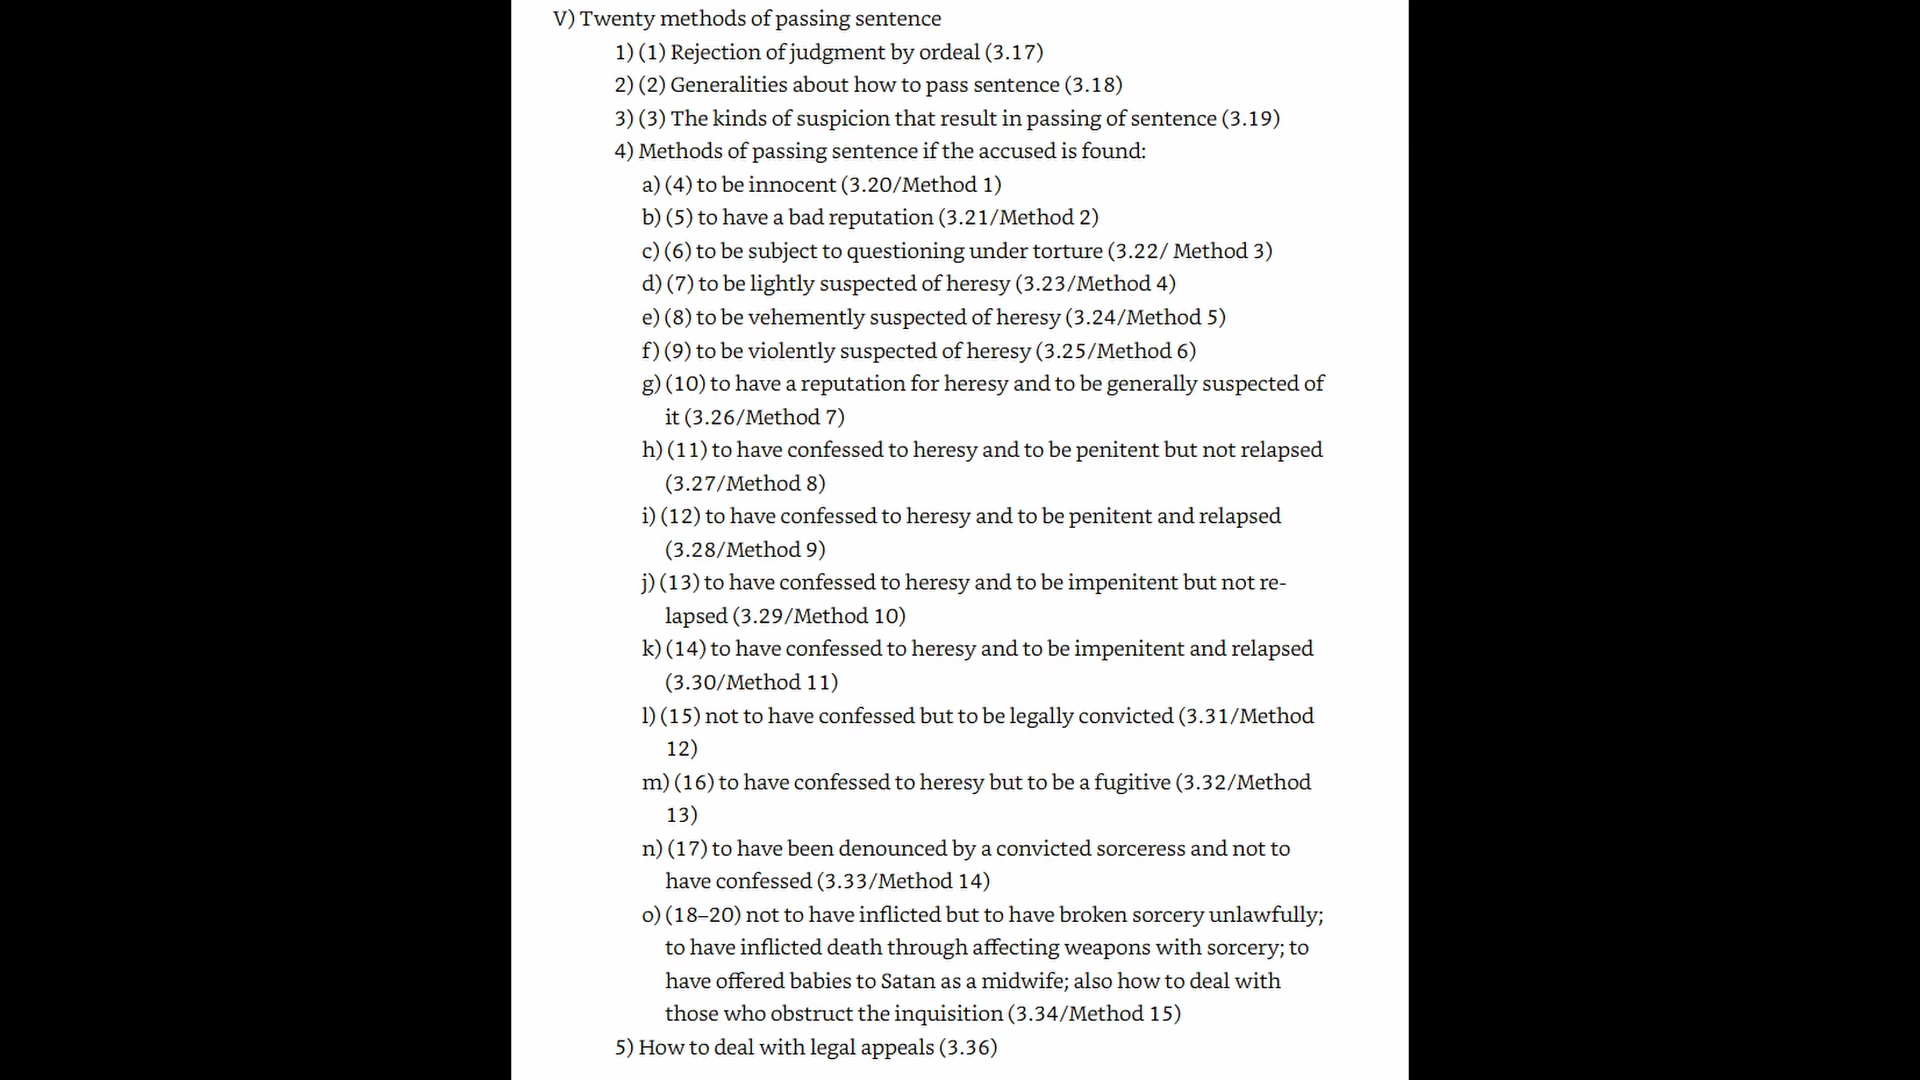 V) Twenty methods of passing sentence
1) (1) Rejection of judgment by ordeal (3.17)
2) (2) Generalities about how to pass sentence (3.18)
3) (3) The kinds of suspicion that result in passing of sentence (3.19)
4) Methods of passing sentence if the accused is found:
a) (4) to be innocent (3.20/Method 1)
b) (5) to have a bad reputation (3.21/Method 2)
c) (6) to be subject to questioning under torture (3.22/ Method 3)
d) (7) to be lightly suspected of heresy (3.23/Method 4)
e) (8) to be vehemently suspected of heresy (3.24/Method 5)
f) (9) to be violently suspected of heresy (3.25/Method 6)
g) (10) to have a reputation for heresy and to be generally suspected of
it (3.26/Method 7)
h) (11) to have confessed to heresy and to be penitent but not relapsed
(3.27/Method 8)
i) (12) to have confessed to heresy and to be penitent and relapsed
(3.28/Method 9)
j) (13) to have confessed to heresy and to be impenitent but not re-
lapsed (3.29/Method 10)
k) (14) to have confessed to heresy and to be impenitent and relapsed
(3.30/Method 11)
l) (15) not to have confessed but to be legally convicted (3.31/Method
12)
m) (16) to have confessed to heresy but to be a fugitive (3.32/Method
13)
n) (17) to have been denounced by a convicted sorceress and not to
have confessed (3.33/Method 14)
o) (18–20) not to have inflicted but to have broken sorcery unlawfully;
to have inflicted death through affecting weapons with sorcery; to
have offered babies to Satan as a midwife; also how to deal with
those who obstruct the inquisition (3.34/Method 15)
5) How to deal with legal appeals (3.36)